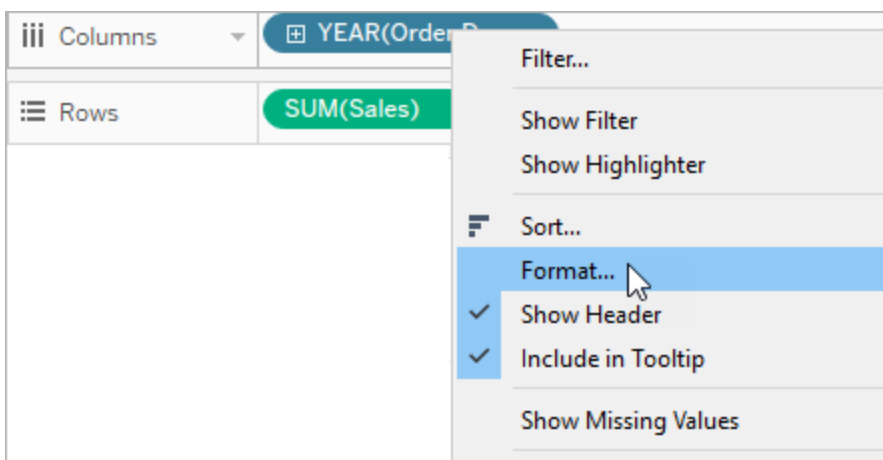 Columns
YEAR(Order
Rows
SUM(Sales)
Filter...
Show Filter
Show Highlighter
Sort...
Format...
Show Header
Include in Tooltip
Show Missing Values